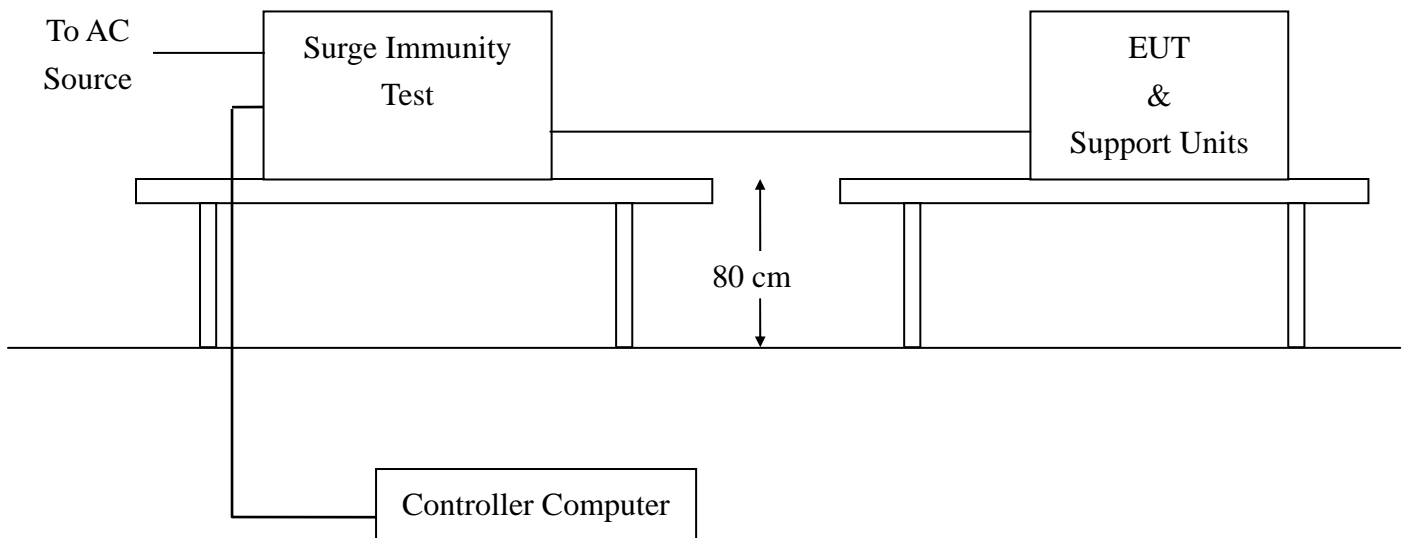 To AC
Source
Surge Immunity
Test
EUT
&
Support Units
80 cm
Controller Computer